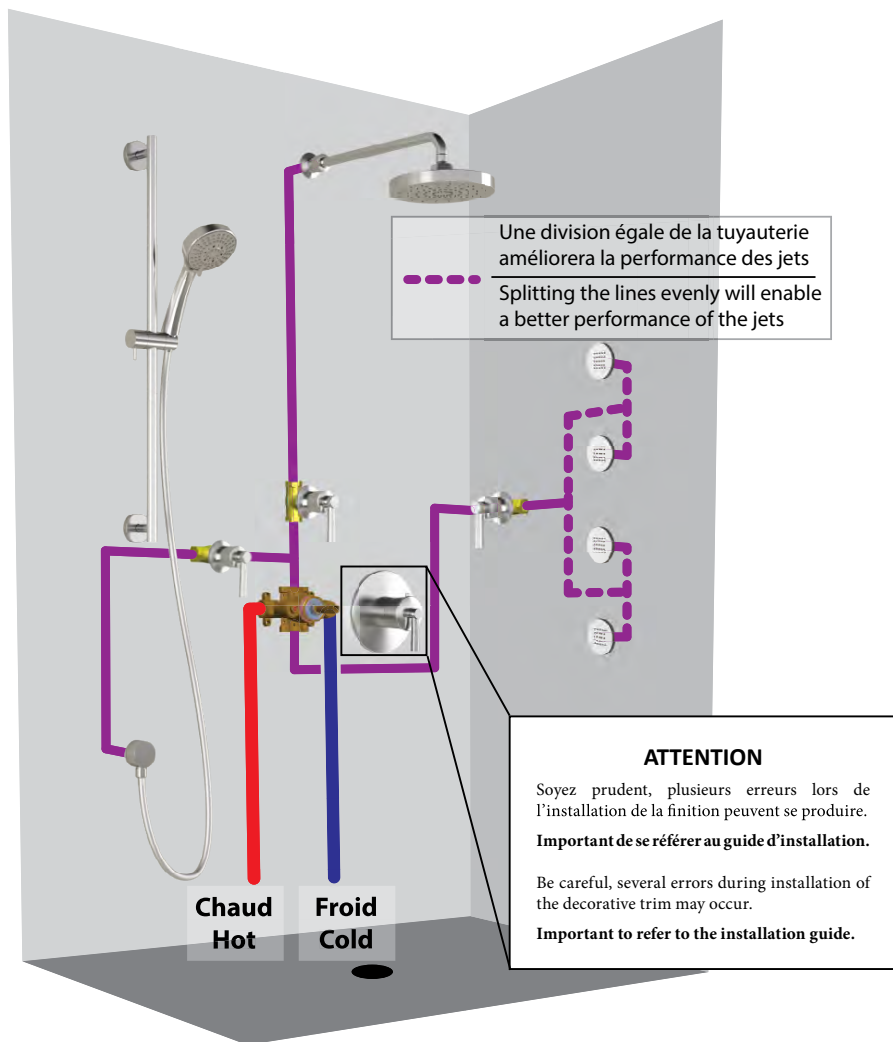 Une division égale de la tuyauterie
améliorera la performance des jets
Splitting the lines evenly will enable
a better performance of the jets
ATTENTION
Soyez prudent, plusieurs erreurs lors de
l’installation de la finition peuvent se produire.
Important de se référer au guide d’installation.
Be careful, several errors during installation of
the decorative trim may occur.
Important to refer to the installation guide.
Chaud
Hot
Froid
Cold